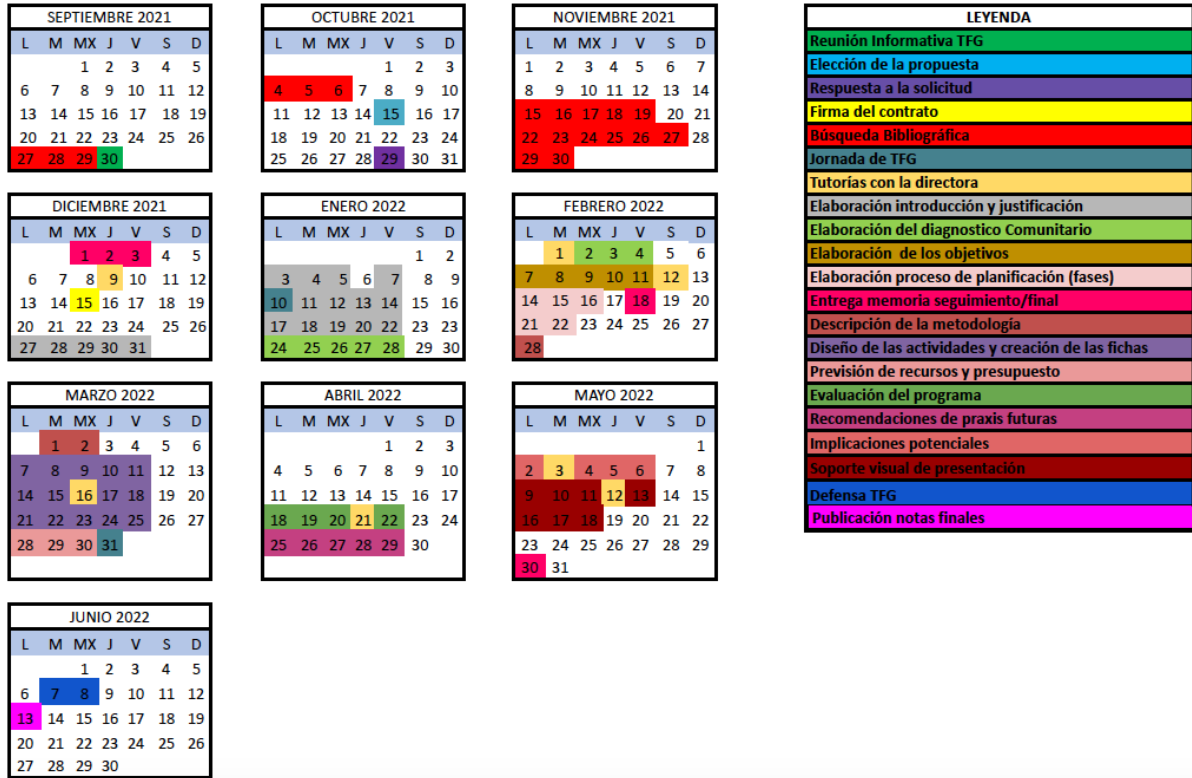 SEPTIEMBRE 2021
L M MX J V S D
1 2 3 4 5
6 7 8 9 10 11 12
13 14 15 16 17 18 19
20 21 22 23 24 25 26
27 28 29 30
OCTUBRE 2021
L M MX J V S D
1 2 3
4 5 6 7 8 9 10
11 12 13 14 15 16 17
18 19 20 21 22 23 24
25 26 27 28 29 30 31
NOVIEMBRE 2021
L M MX J V S D
1 2 3 4 5 6 7
8 9 10 11 12 13 14
15 16 17 18 19 20 21
22 23 24 25 26 27 28
29 30
DICIEMBRE 2021
L M MX J V S D
1 2 3 4 5
6 7 8 9 10 11 12
13 14 15 16 17 18 19
20 21 22 23 24 25 26
27 28 29 30 31
ENERO 2022
L M MX J V S D
1 2
3 4 5 6 7 8 9
10 11 12 13 14 15 16
17 18 19 20 22 23 23
24 25 26 27 28 29 30
FEBRERO 2022
L M MX J V S D
1 2 3 4 5 6
7 8 9 10 11 12 13
14 15 16 17 18 19 20
21 22 23 24 25 26 27
28
MARZO 2022
L M MX J V S D
1 2 3 4 5 6
7 8 9 10 11 12 13
14 15 16 17 18 19 20
21 22 23 24 25 26 27
28 29 30 31
ABRIL 2022
L M MX J V S D
1 2 3
4 5 6 7 8 9 10
11 12 13 14 15 16 17
18 19 20 21 22 23 24
25 26 27 28 29 30
MAYO 2022
L M MX J V S D
1
2 3 4 5 6 7 8
9 10 11 12 13 14 15
16 17 18 19 20 21 22
23 24 25 26 27 28 29
30 31
JUNIO 2022
L M MX J V S D
1 2 3 4 5
6 7 8 9 10 11 12
13 14 15 16 17 18 19
20 21 22 23 24 25 26
27 28 29 30
LEYENDA
Reunión Informativa TFG
Elección de la propuesta
Respuesta a la solicitud
Firma del contrato
Búsqueda Bibliográfica
Jornada de TFG
Tutorías con la directora
Elaboración introducción y justificación
Elaboración del diagnostico Comunitario
Elaboración de los objetivos
Elaboración proceso de planificación (fases)
Entrega memoria seguimiento/final
Descripción de la metodología
Diseño de las actividades y creación de las fichas
Previsión de recursos y presupuesto
Evaluación del programa
Recomendaciones de praxis futuras
Implicaciones potenciales
Soporte visual de presentación
Defensa TFG
Publicación notas finales